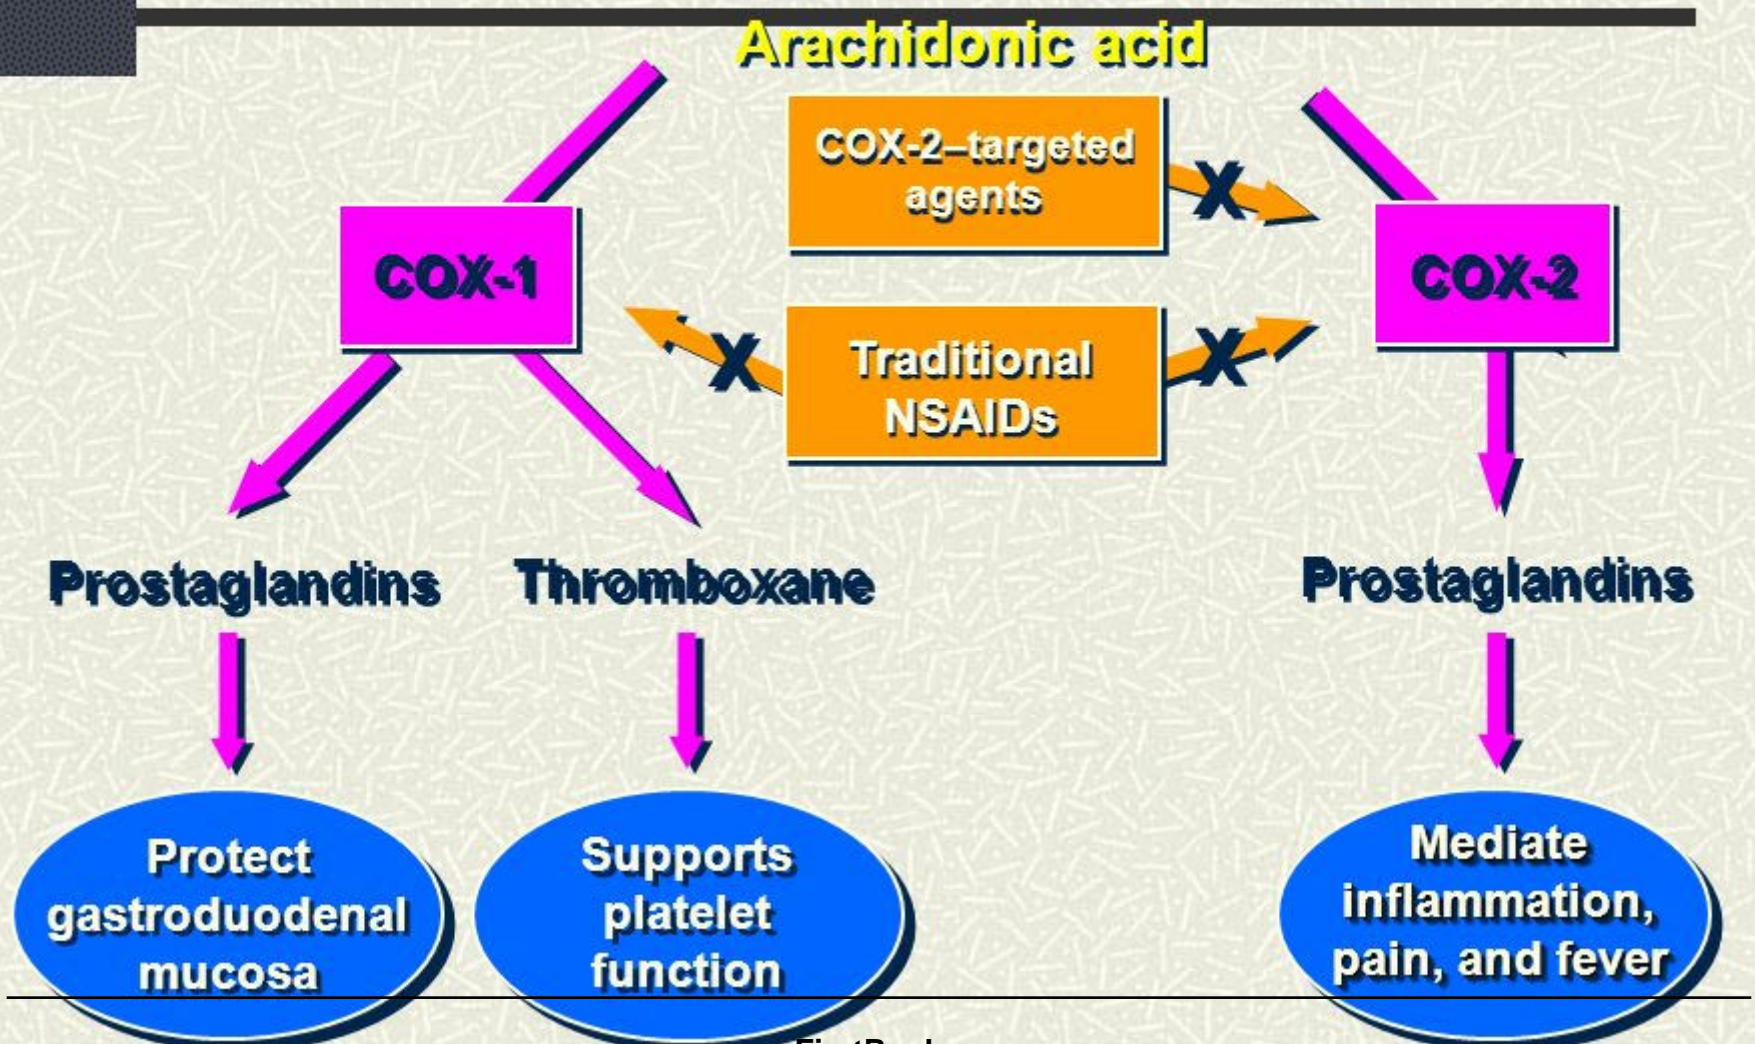 Arachidonic acid
COX-2–targeted
agents
COX-1
COX-2
Traditional
NSAIDs
Prostaglandins
Thromboxane
Prostaglandins
Protect
gastroduodenal
mucosa
Supports
platelet
function
Mediate
inflammation,
pain, and fever